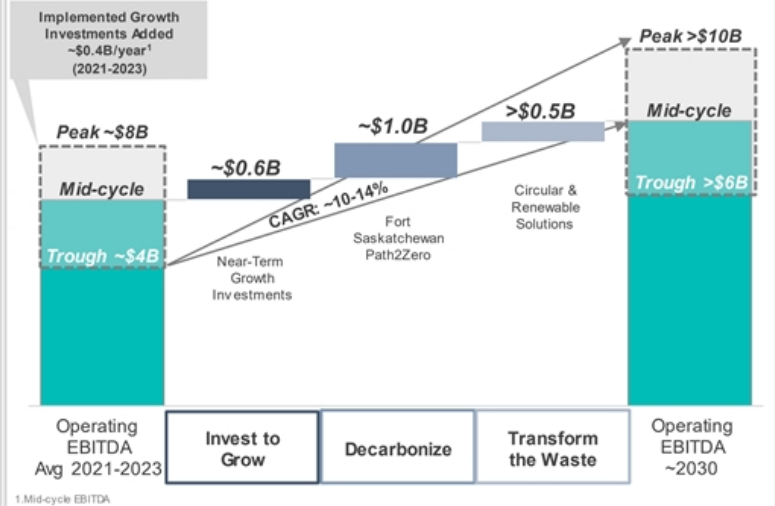 Implemented Growth
Investments Added
~$0.4B/year¹
(2021-2023)
Peak ~$8B
Mid-cycle
Trough ~$4B
~$0.6B
~$1.0B
>$0.5B
CAGR: ~10-14%
Near-Term
Growth
Investments
Fort
Saskatchewan
Path2Zero
Circular &
Renewable
Solutions
Peak >$10B
Mid-cycle
Trough >$6B
Operating
EBITDA
Avg 2021-2023
Invest to
Grow
Decarbonize
Transform
the Waste
Operating
EBITDA
~2030
1.Mid-cycle EBITDA